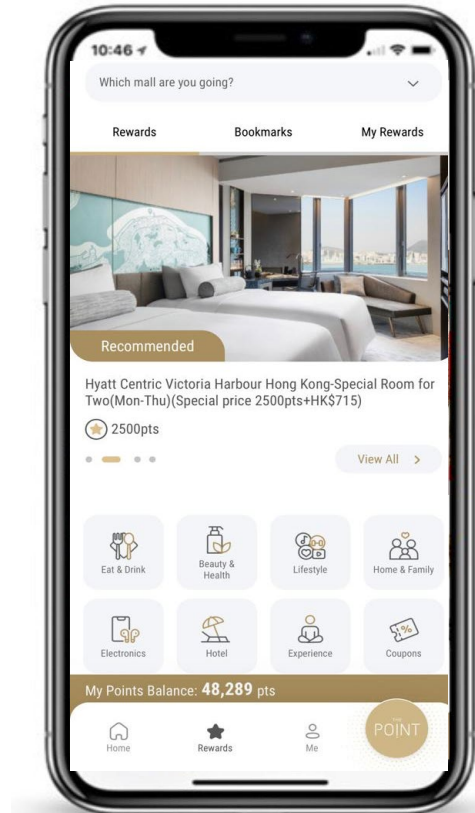 10:46
Which mall are you going?
Rewards
Bookmarks
My Rewards
Recommended
Hyatt Centric Victoria Harbour Hong Kong-Special Room for
Two(Mon-Thu)(Special price 2500pts+HK$715)
2500pts
View All
Eat & Drink
Beauty &
Health
Lifestyle
Home & Family
Electronics
Hotel
Experience
Coupons
My Points Balance: 48,289 pts
Home
Rewards
Me
THE
POINT